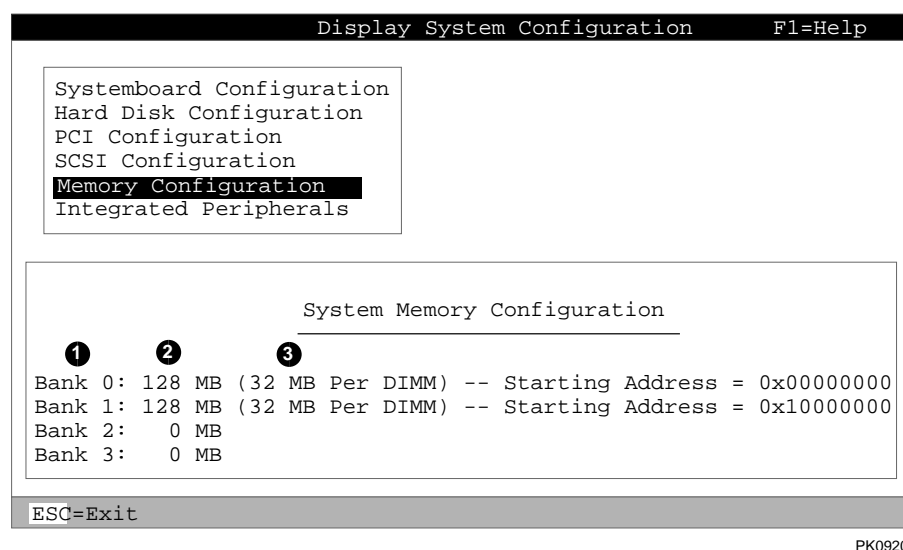 Display System Configuration F1=Help
Systemboard Configuration
Hard Disk Configuration
PCI Configuration
SCSI Configuration
Memory Configuration
Integrated Peripherals
System Memory Configuration
1 2 3
Bank 0: 128 MB (32 MB Per DIMM) -- Starting Address = 0x00000000
Bank 1: 128 MB (32 MB Per DIMM) -- Starting Address = 0x10000000
Bank 2: 0 MB
Bank 3: 0 MB
ESC=Exit
PK0920